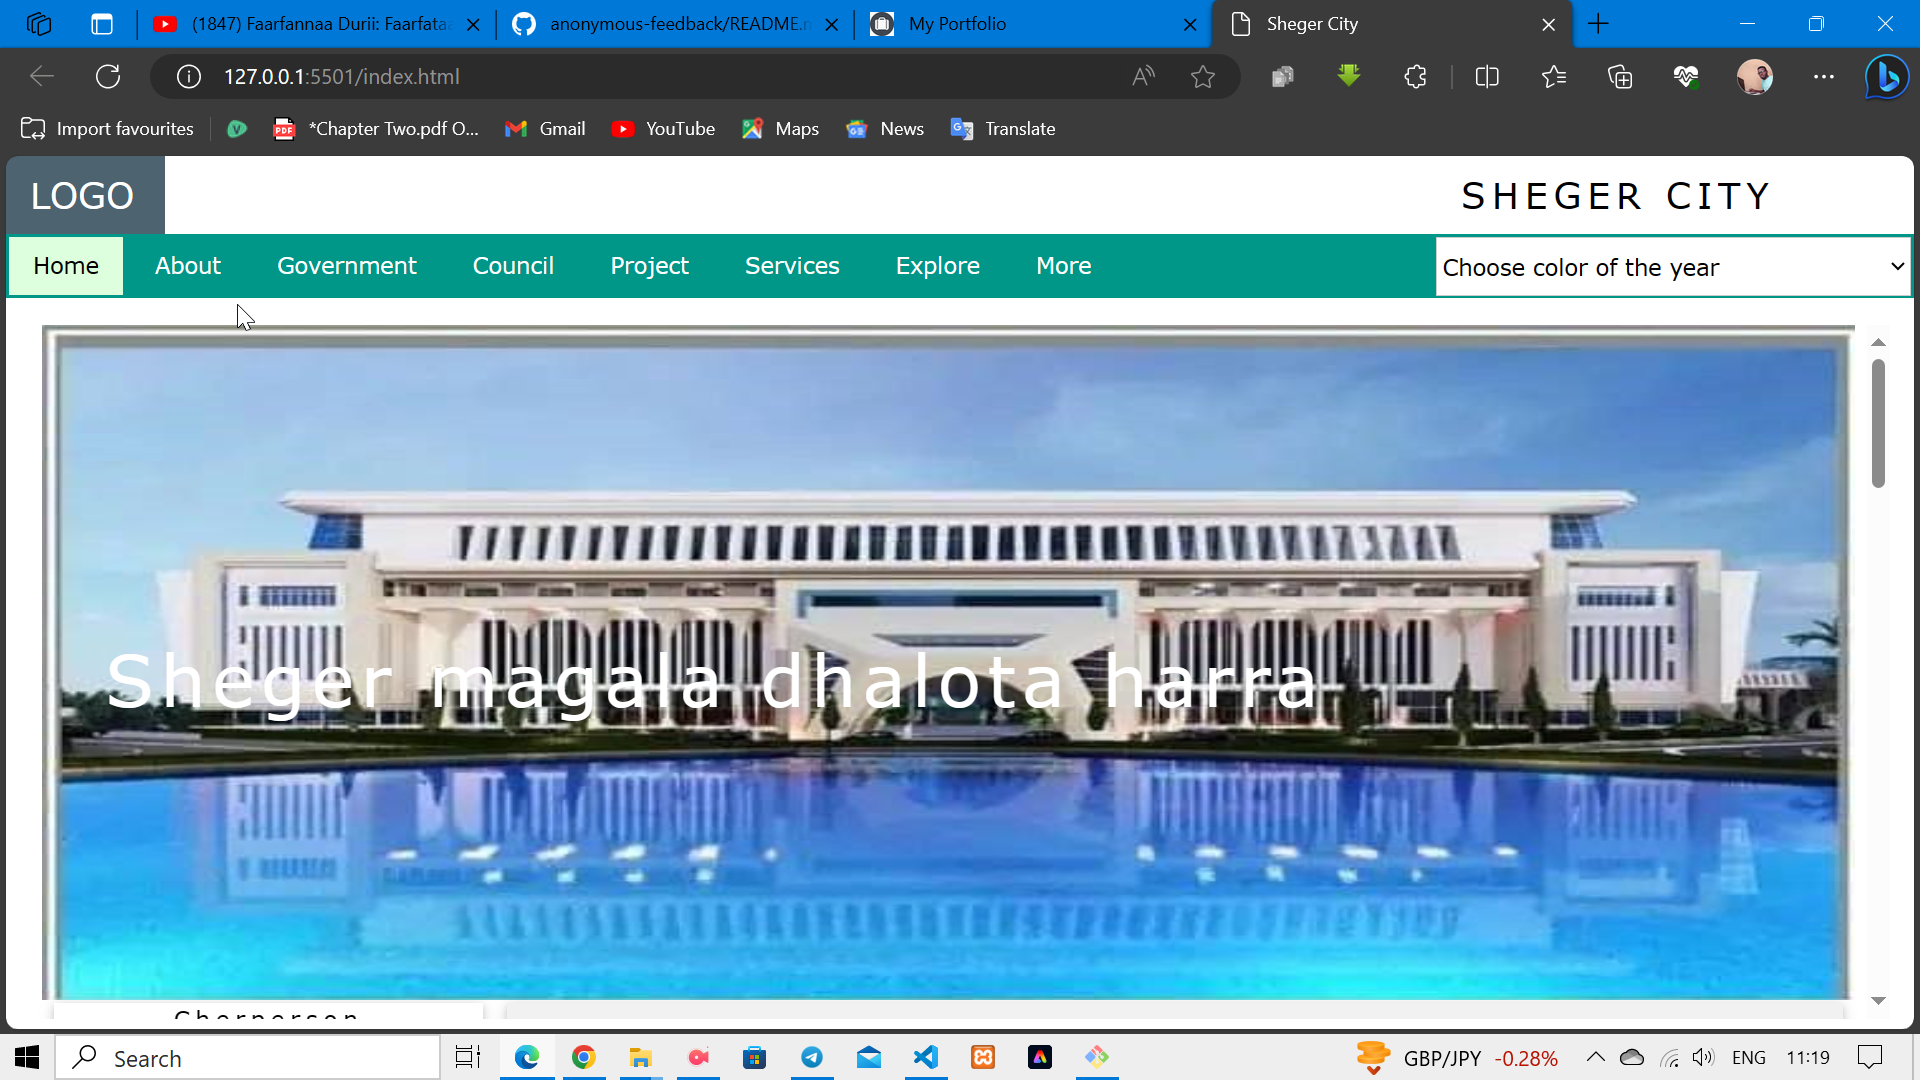 (1847) Faarfannaa Durii: Faarfata
anonymous-feedback/README.m
My Portfolio
Sheger City
127.0.0.1:5501/index.html
Import favourites
*Chapter Two.pdf O...
Gmail
YouTube
Maps
News
Translate
LOGO
SHEGER CITY
Home
About
Government
Council
Project
Services
Explore
More
Choose color of the year
Sheger magala dhalota harra
Cherperson
Search
GBP/JPY -0.28%
ENG
11:19